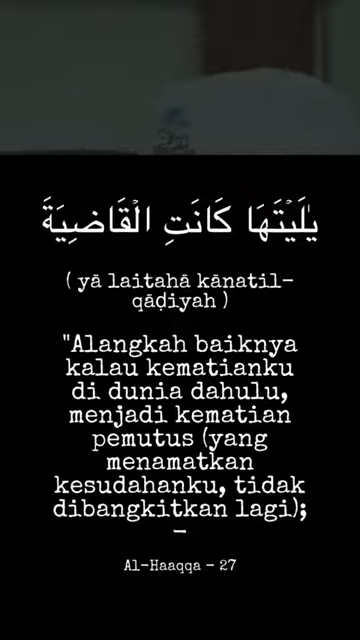 يَٰلَيْتَهَا كَانَتِ الْقَاضِيَةَ
( yā laitahā kānatil-
qāḍiyah )
"Alangkah baiknya
kalau kematianku
di dunia dahulu,
menjadi kematian
pemutus (yang
menamatkan
kesudahanku, tidak
dibangkitkan lagi);
-
Al-Haaqqa - 27